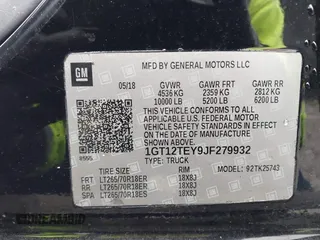 GM
MFD BY GENERAL MOTORS LLC
05/18 GVWR GAWR FRT GAWR RR
4536 KG 2359 KG 2812 KG
10000 LB 5200 LB 6200 LB
THIS VEHICLE CONFORMS TO ALL
APPLICABLE U.S. FEDERAL MOTOR
VEHICLE SAFETY STANDARDS IN EFFECT
ON THE DATE OF MANUFACTURE SHOWN
ABOVE.
1GT12TEY9JF279932
TYPE: TRUCK
TIRE SIZE RIM MODEL: 92TK25743
FRT LT265/70R18ER 18X8J
RR LT265/70R18ER 18X8J
SPA LT265/70R18ES 18X8J